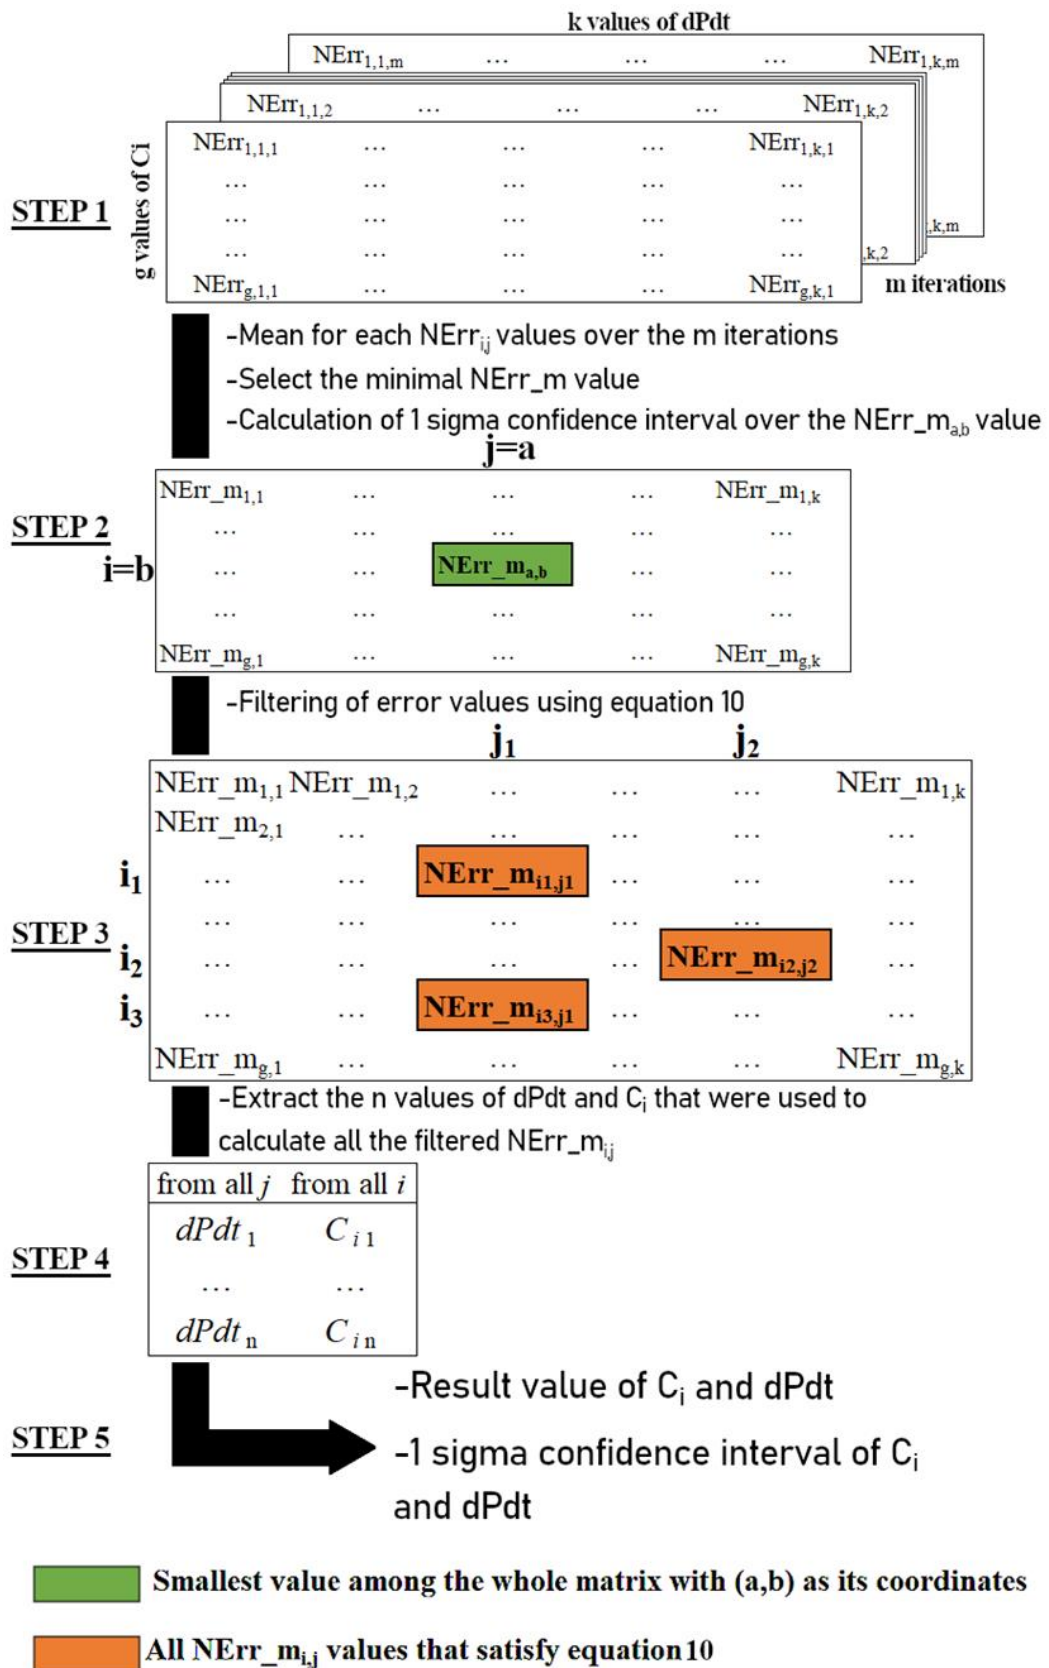 k values of dPdt
NErr1,1,m … … … NErr1,k,m
NErr1,1,2 … … … NErr1,k,2
NErr1,1,1 … … … NErr1,k,1
… … … … …
g values of Ci
STEP 1
… … … … …
,k,m
… … … … …
,k,2
NErrg,1,1 … … … NErrg,k,1
m iterations
-Mean for each NErri,j values over the m iterations
-Select the minimal NErr_m value
-Calculation of 1 sigma confidence interval over the NErr_ma,b value
j=a
NErr_m1,1 … … … NErr_m1,k
STEP 2
… … … … …
i=b … … NErr_ma,b … …
… … … … …
NErr_mg,1 … … … NErr_mg,k
-Filtering of error values using equation 10
j1 j2
NErr_m1,1 NErr_m1,2 … … … NErr_m1,k
NErr_m2,1 … … … … …
i1 … … NErr_mi1,j1 … … …
… … … … … …
STEP 3
i2 … … … … NErr_mi2,j2 …
i3 … … NErr_mi3,j1 … … …
NErr_mg,1 … … … … NErr_mg,k
-Extract the n values of dPdt and Ci that were used to
calculate all the filtered NErr_mi,j
from all j from all i
dPdt 1 C i 1
STEP 4
… …
dPdt n C i n
-Result value of Ci and dPdt
STEP 5
-1 sigma confidence interval of Ci
and dPdt
Smallest value among the whole matrix with (a,b) as its coordinates
All NErr_mi,j values that satisfy equation 10